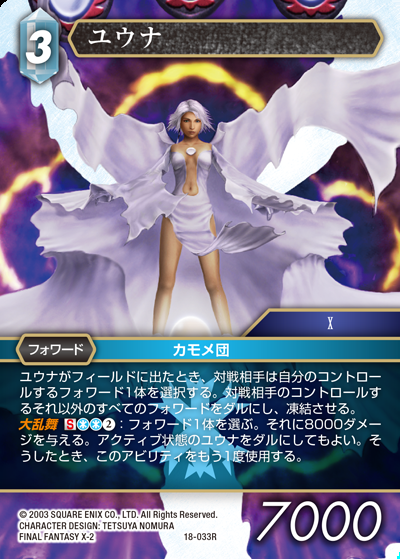 3
ユウナ
X
フォワード
カモメ団
ユウナがフィールドに出たとき、対戦相手は自分のコントロー
ルするフォワード1体を選択する。対戦相手のコントロールす
るそれ以外のすべてのフォワードをダルにし、凍結させる。
大乱舞 S 2：フォワード1体を選ぶ。それに8000ダメー
ジを与える。アクティブ状態のユウナをダルにしてもよい。そ
うしたとき、このアビリティをもう1度使用する。
© 2003 SQUARE ENIX CO., LTD. All Rights Reserved.
CHARACTER DESIGN: TETSUYA NOMURA
FINAL FANTASY X-2
18-033R
7000